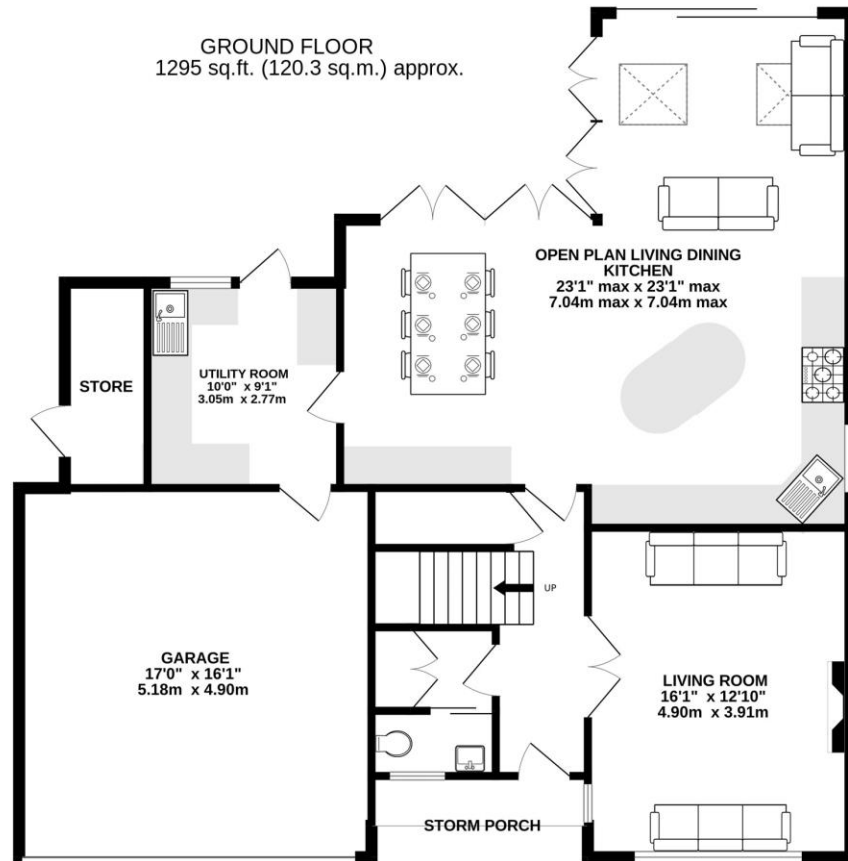 GROUND FLOOR
1295 sq.ft. (120.3 sq.m.) approx.
OPEN PLAN LIVING DINING
KITCHEN
23'1" max x 23'1" max
7.04m max x 7.04m max
UTILITY ROOM
10'0" x 9'1"
3.05m x 2.77m
STORE
UP
GARAGE
17'0" x 16'1"
5.18m x 4.90m
LIVING ROOM
16'1" x 12'10"
4.90m x 3.91m
STORM PORCH